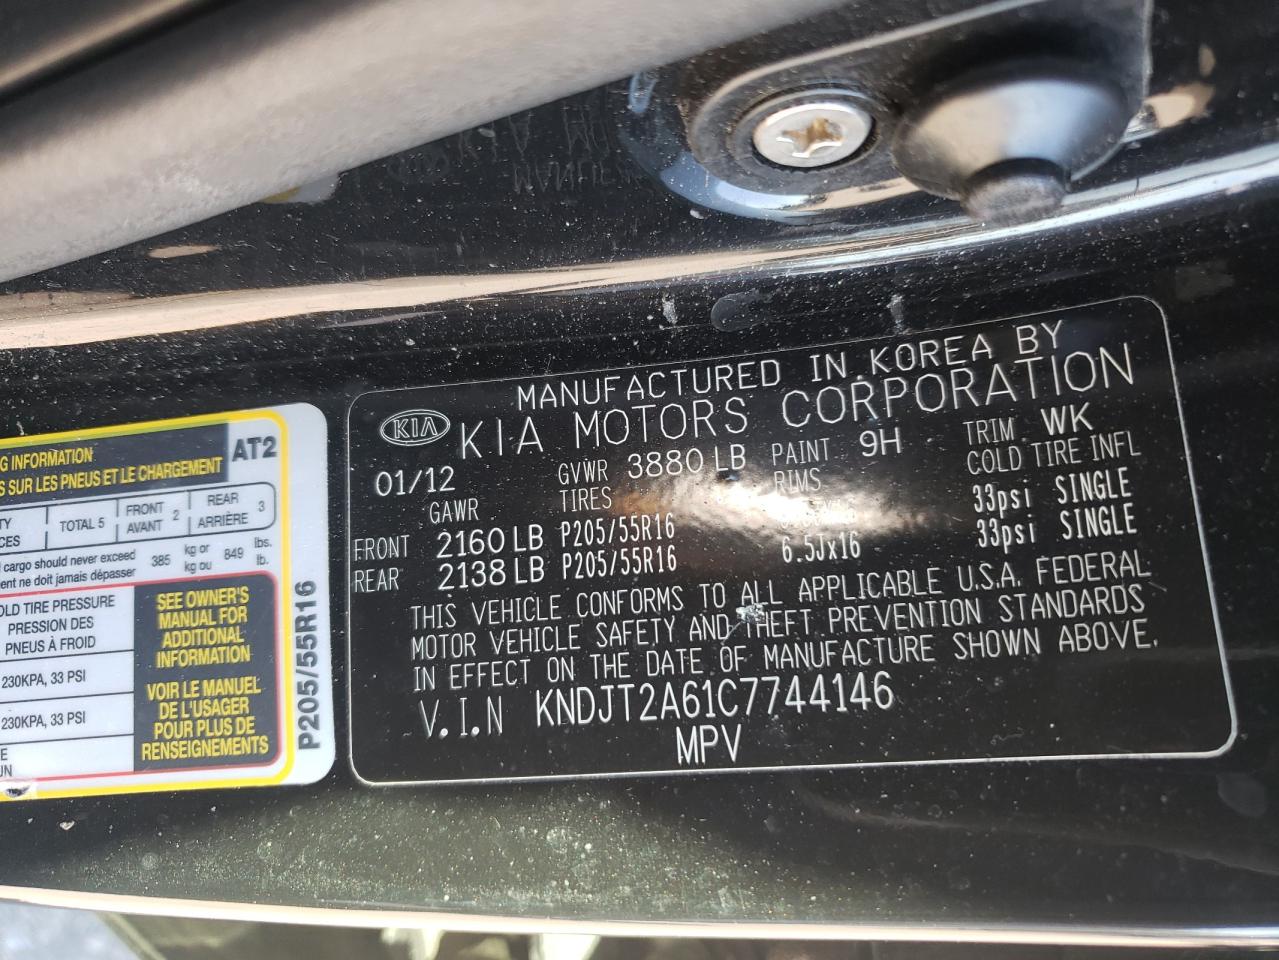 NG INFORMATION
S SUR LES PNEUS ET LE CHARGEMENT
AT2
TY
CES
TOTAL 5
FRONT
AVANT
2
REAR
ARRIÈRE
3
cargo should never exceed
ent ne doit jamais dépasser
385
kg or
kg ou
849
lbs.
lb.
OLD TIRE PRESSURE
PRESSION DES
PNEUS À FROID
230KPA, 33 PSI
230KPA, 33 PSI
E
UN
SEE OWNER'S
MANUAL FOR
ADDITIONAL
INFORMATION
VOIR LE MANUEL
DE L'USAGER
POUR PLUS DE
RENSEIGNEMENTS
P205/55R16
MANUFACTURED IN KOREA BY
KIA KIA MOTORS CORPORATION
01/12 GVWR 3880 LB PAINT 9H TRIM WK
GAWR TIRES RIMS COLD TIRE INFL
FRONT 2160 LB P205/55R16 33psi SINGLE
REAR 2138 LB P205/55R16 6.5Jx16 33psi SINGLE
THIS VEHICLE CONFORMS TO ALL APPLICABLE U.S.A. FEDERAL
MOTOR VEHICLE SAFETY AND THEFT PREVENTION STANDARDS
IN EFFECT ON THE DATE OF MANUFACTURE SHOWN ABOVE.
V.I.N KNDJT2A61C7744146
MPV